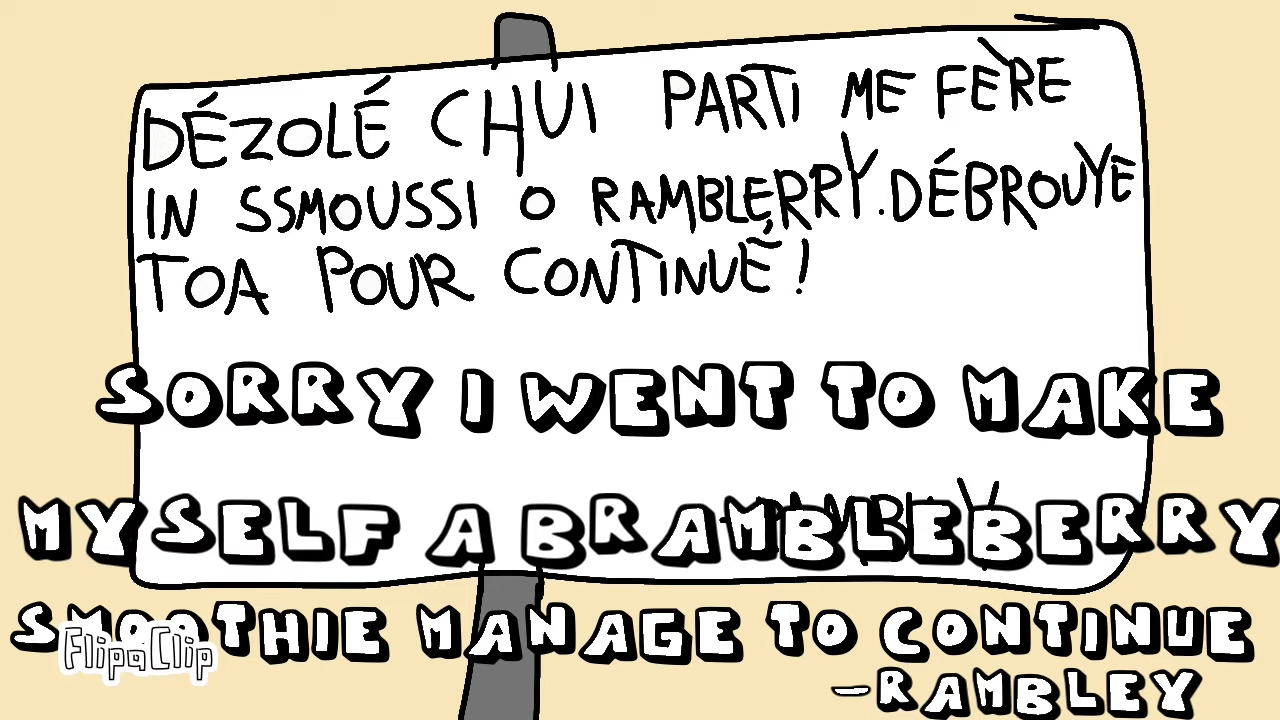 DÉZOLÉ CHUI PARTI ME FÈRE
IN SSMOUSSI O RAMBLERRY. DÉBROUYE
TOA POUR CONTINUÉ!
SORRY I WENT TO MAKE
MYSELF A BRAMBLEBERRY
SMOOTHIE MANAGE TO CONTINUE
-RAMBLEY
FlipaClip